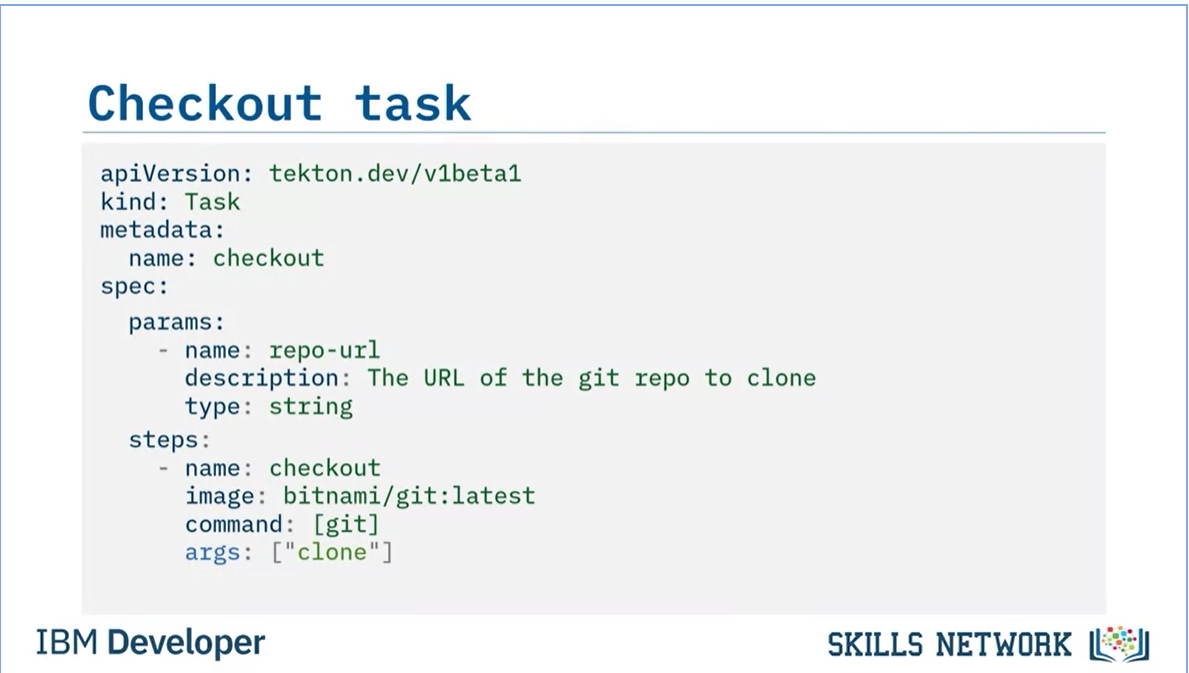 Checkout task
apiVersion: tekton.dev/v1beta1
kind: Task
metadata:
  name: checkout
spec:
  params:
    - name: repo-url
      description: The URL of the git repo to clone
      type: string
  steps:
    - name: checkout
      image: bitnami/git:latest
      command: [git]
      args: ["clone"]
IBM Developer
SKILLS NETWORK